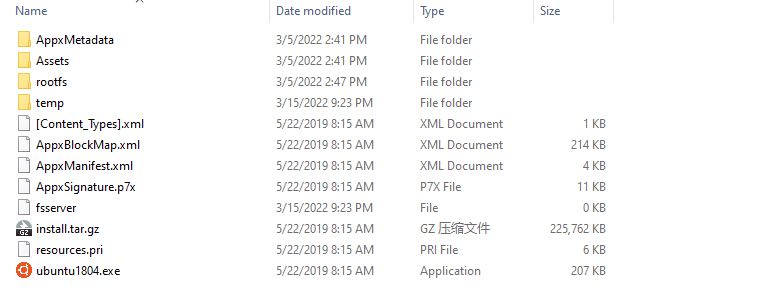 Name Date modified Type Size
AppxMetadata 3/5/2022 2:41 PM File folder
Assets 3/5/2022 2:41 PM File folder
rootfs 3/5/2022 2:47 PM File folder
temp 3/15/2022 9:23 PM File folder
[Content_Types].xml 5/22/2019 8:15 AM XML Document 1 KB
AppxBlockMap.xml 5/22/2019 8:15 AM XML Document 214 KB
AppxManifest.xml 5/22/2019 8:15 AM XML Document 4 KB
AppxSignature.p7x 5/22/2019 8:15 AM P7X File 11 KB
fsserver 3/15/2022 9:23 PM File 0 KB
GZ install.tar.gz 5/22/2019 8:15 AM GZ 压缩文件 225,762 KB
resources.pri 5/22/2019 8:15 AM PRI File 6 KB
ubuntu1804.exe 5/22/2019 8:15 AM Application 207 KB